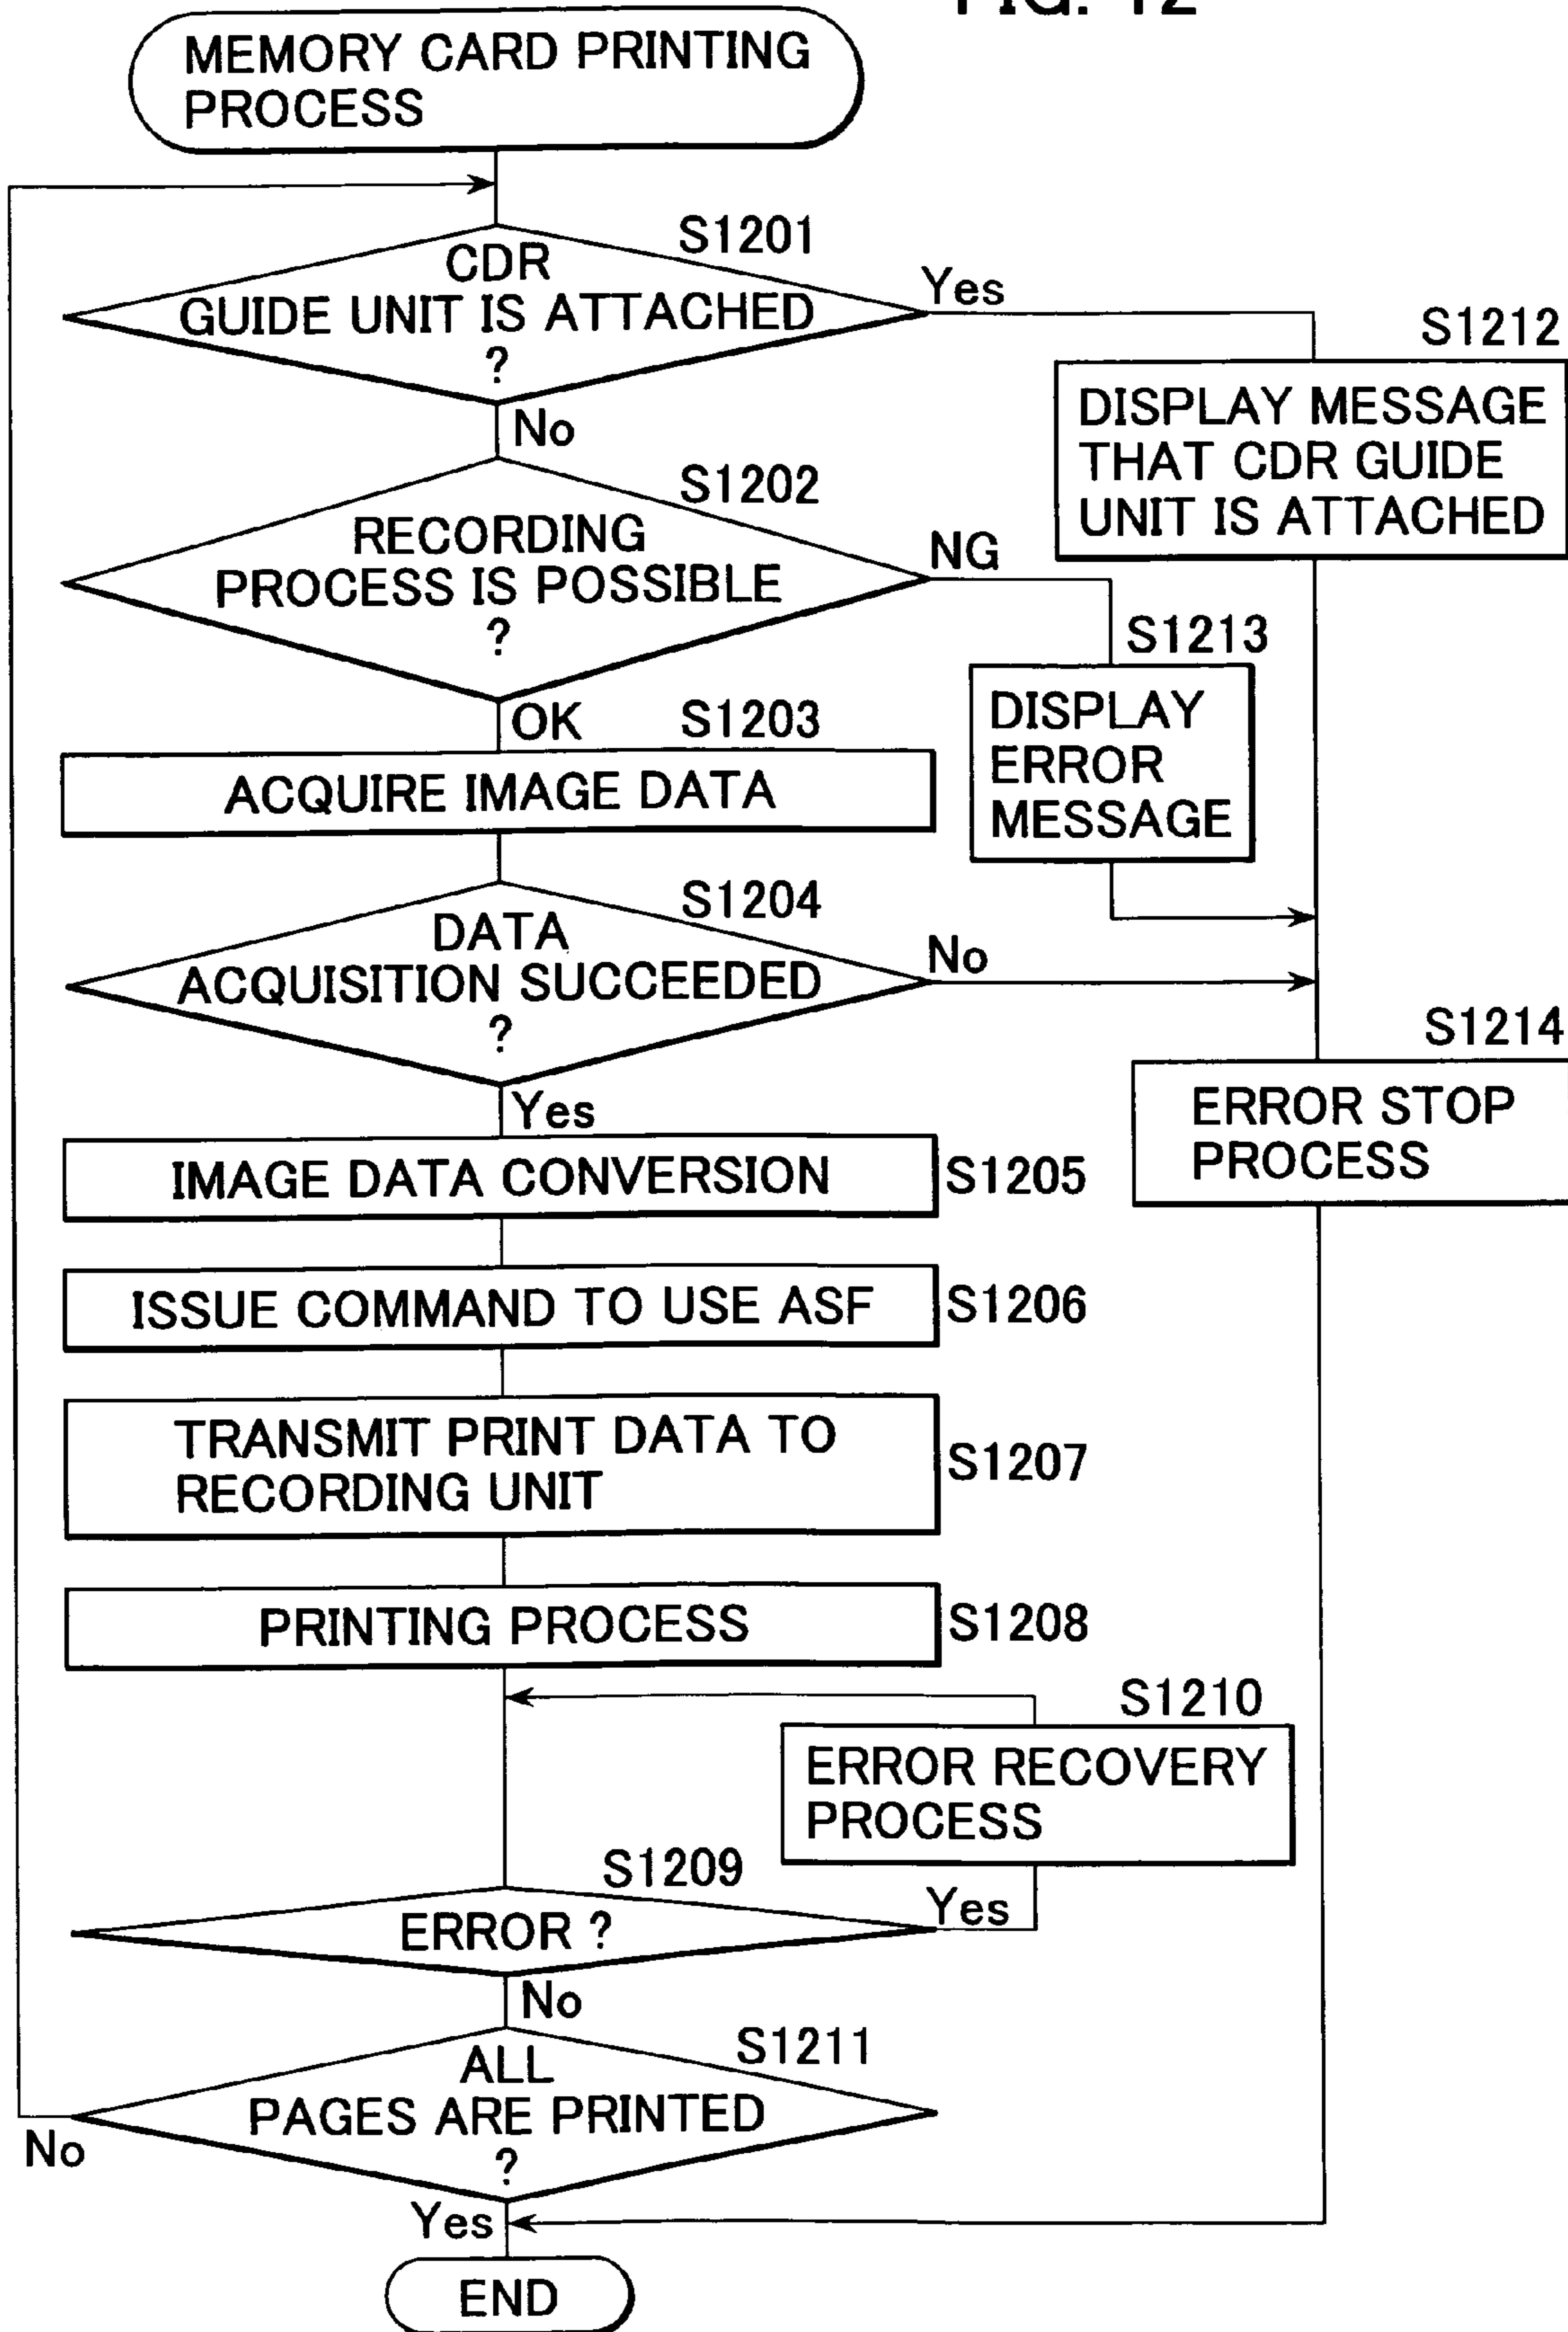 FIG. 12
MEMORY CARD PRINTING
PROCESS
S1201
CDR
GUIDE UNIT IS ATTACHED
?
Yes
No
S1212
DISPLAY MESSAGE
THAT CDR GUIDE
UNIT IS ATTACHED
S1202
RECORDING
PROCESS IS POSSIBLE
?
NG
OK
S1213
DISPLAY
ERROR
MESSAGE
S1203
ACQUIRE IMAGE DATA
S1204
DATA
ACQUISITION SUCCEEDED
?
No
Yes
S1214
ERROR STOP
PROCESS
IMAGE DATA CONVERSION
S1205
ISSUE COMMAND TO USE ASF
S1206
TRANSMIT PRINT DATA TO
RECORDING UNIT
S1207
PRINTING PROCESS
S1208
S1210
ERROR RECOVERY
PROCESS
S1209
ERROR ?
Yes
No
S1211
ALL
PAGES ARE PRINTED
?
No
Yes
END